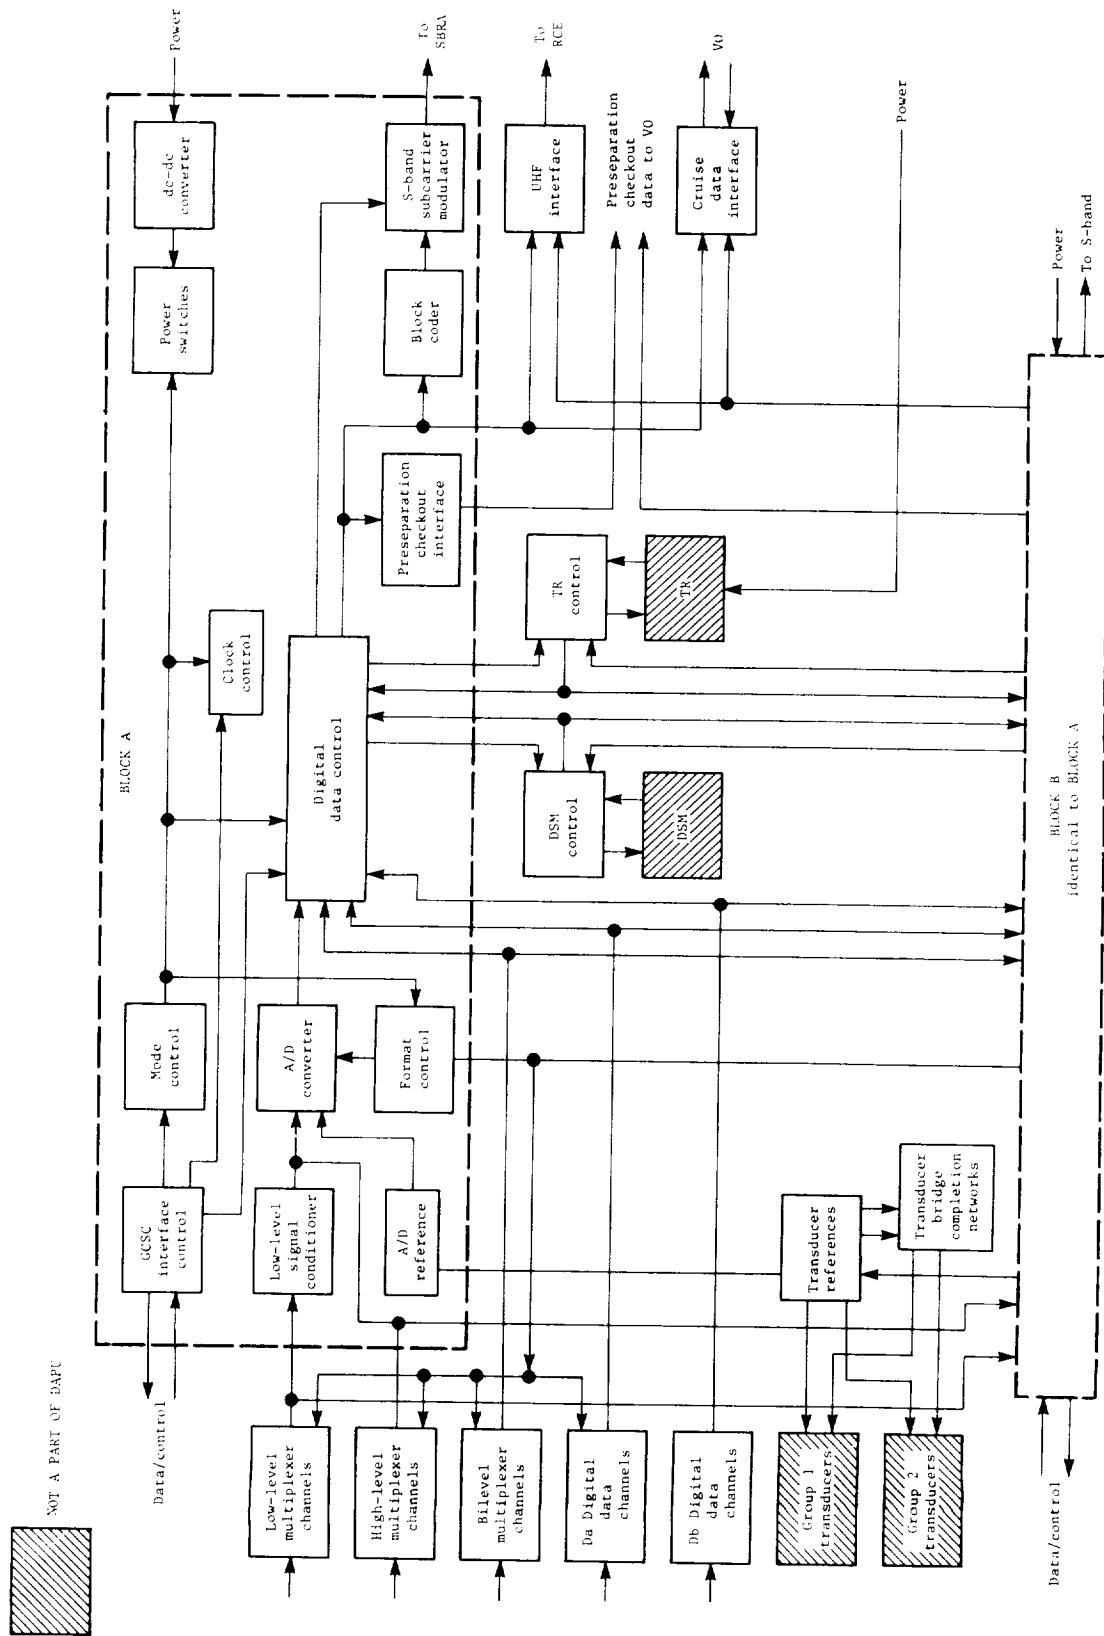 NOT A PART OF DAPU
BLOCK A
Data/control
GCSC
interface
control
Mode
control
Clock
control
Power
switches
dc-dc
converter
Power
Low-level
signal
conditioner
A/D
converter
Digital
data control
A/D
reference
Format
control
Preseparation
checkout
interface
Block
coder
S-band
subcarrier
modulator
To
SBRA
Low-level
multiplexer
channels
High-level
multiplexer
channels
Bilevel
multiplexer
channels
Da Digital
data
channels
Db Digital
data
channels
Group 1
transducers
Group 2
transducers
Transducer
references
Transducer
bridge
completion
networks
DSM
control
DSM
TR
control
TR
UHF
interface
To
RCE
Preseparation
checkout
data to VO
Cruise
data
interface
VO
Power
Data/control
BLOCK B
identical to BLOCK A
Power
To S-band